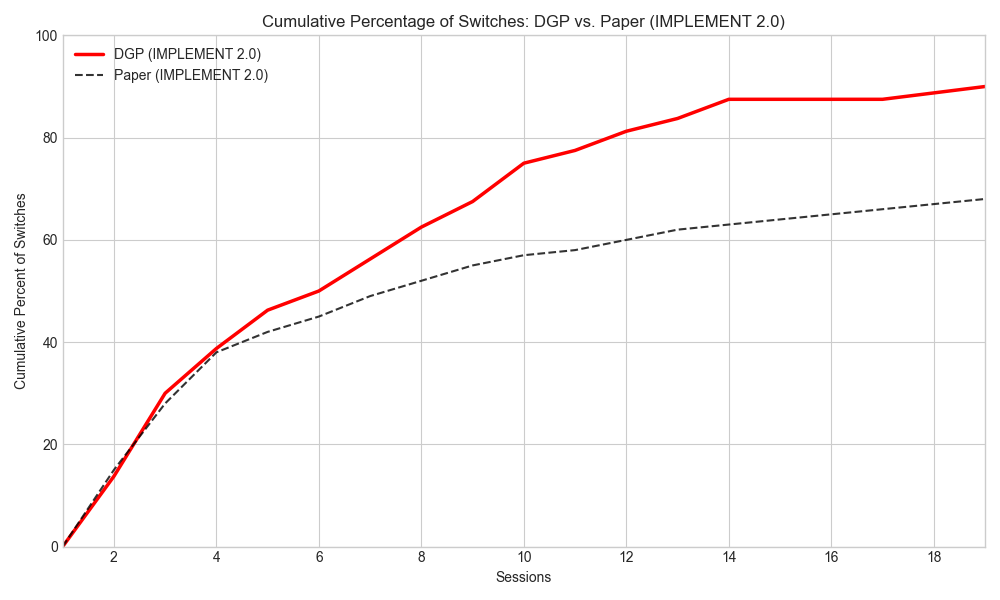 Cumulative Percentage of Switches: DGP vs. Paper (IMPLEMENT 2.0)
DGP (IMPLEMENT 2.0)
Paper (IMPLEMENT 2.0)
Cumulative Percent of Switches
100
80
60
40
20
0
2 4 6 8 10 12 14 16 18
Sessions